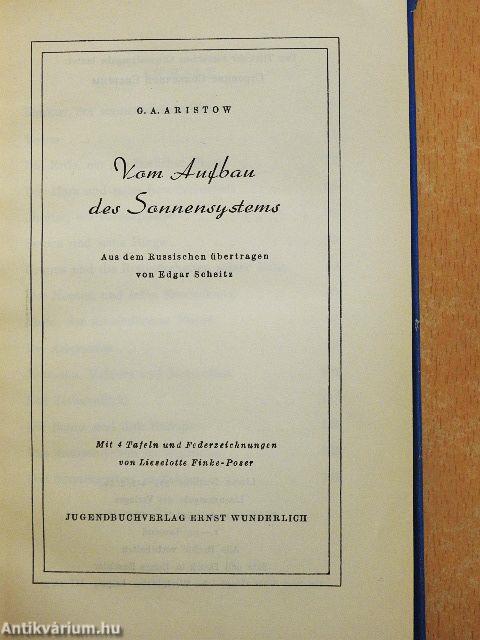 G. A. ARISTOW
Vom Aufbau
des Sonnensystems
Aus dem Russischen übertragen
von Edgar Scheitz
Mit 4 Tafeln und Federzeichnungen
von Lieselotte Finke-Poser
JUGENDBUCHVERLAG ERNST WUNDERLICH
Antikvárium.hu